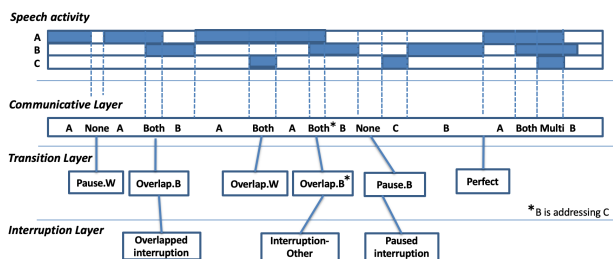 Speech activity
A
B
C
Communicative Layer
A None A Both B A Both A Both* B None C B A Both Multi B
Transition Layer
Pause.W Overlap.B Overlap.W Overlap.B* Pause.B Perfect
*B is addressing C
Interruption Layer
Overlapped interruption
Interruption-Other
Paused interruption